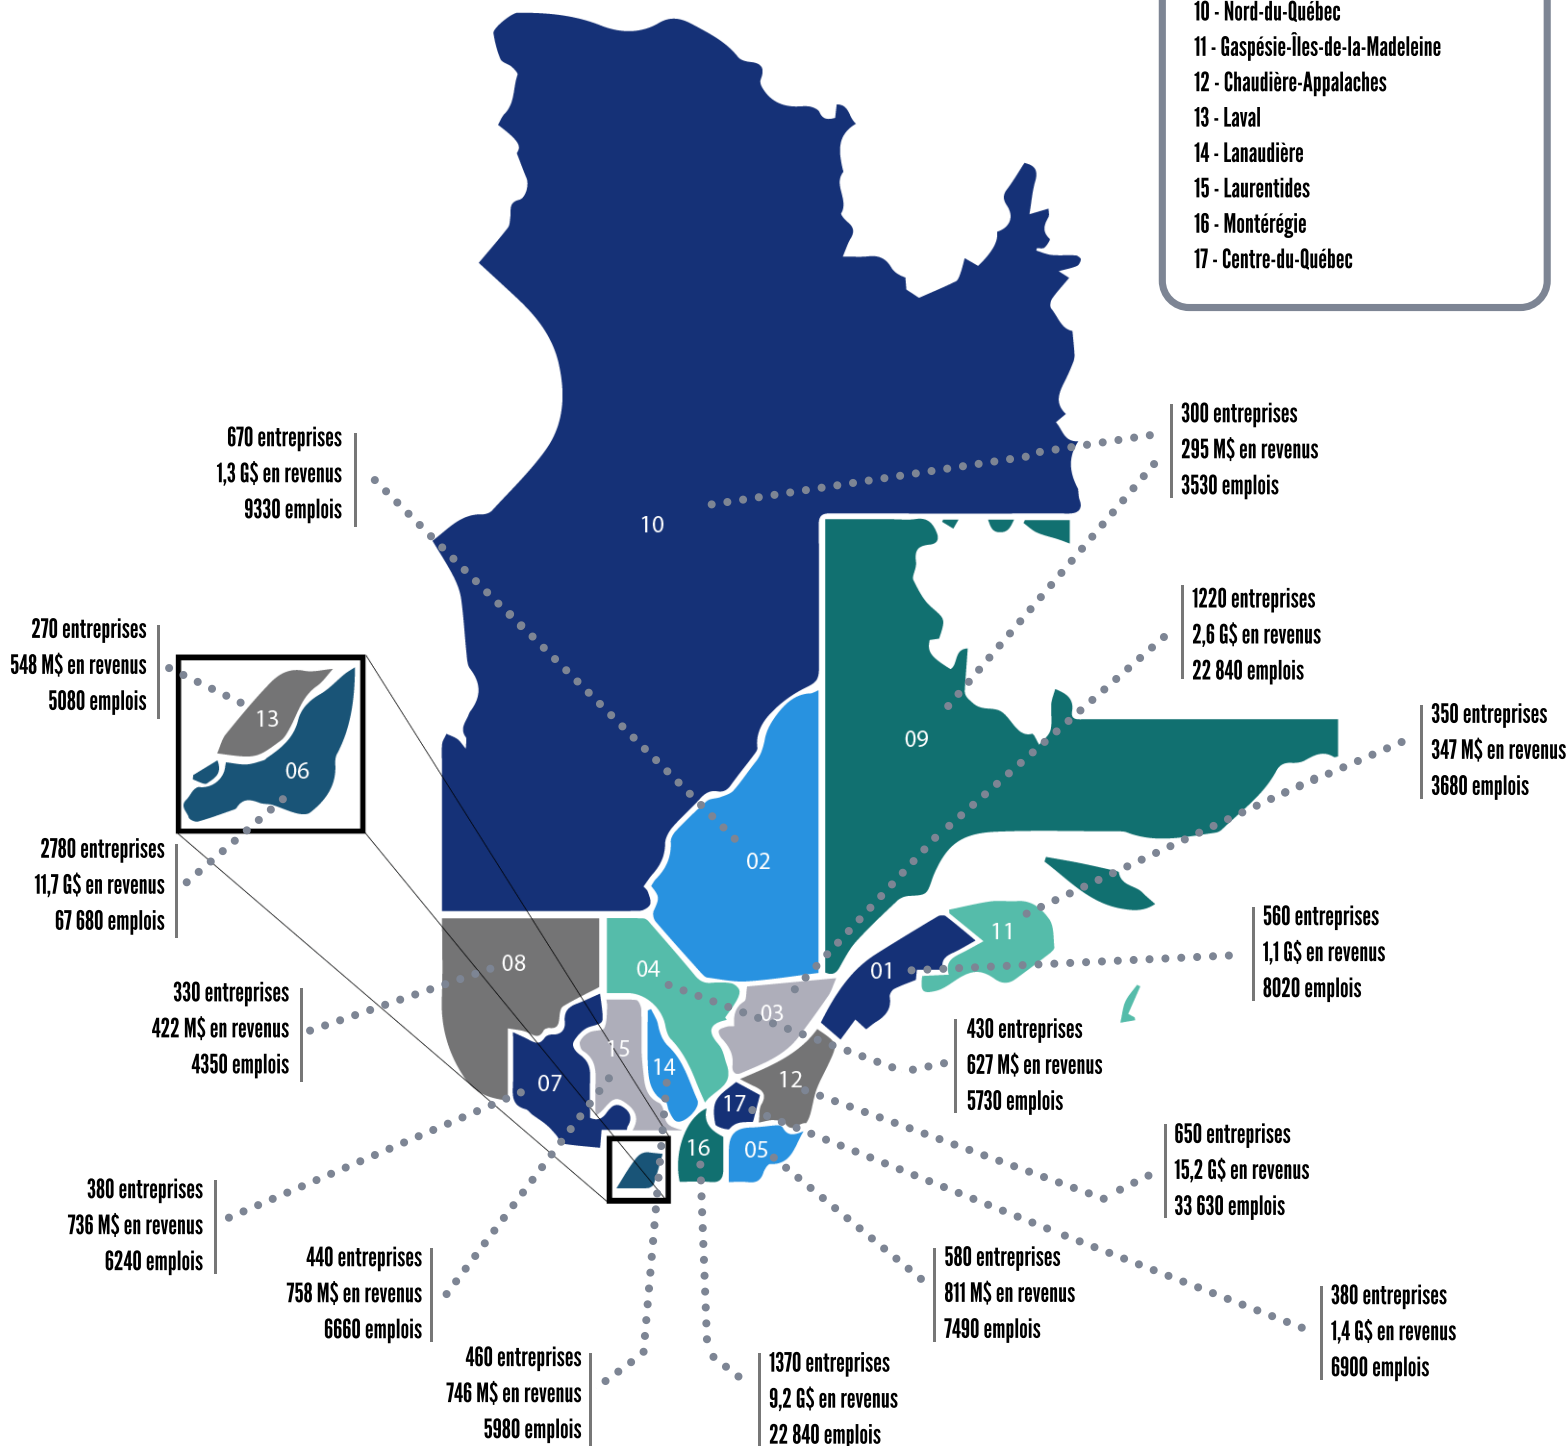 10 - Nord-du-Québec
11 - Gaspésie-Îles-de-la-Madeleine
12 - Chaudière-Appalaches
13 - Laval
14 - Lanaudière
15 - Laurentides
16 - Montérégie
17 - Centre-du-Québec
300 entreprises
295 M$ en revenus
3530 emplois
670 entreprises
1,3 G$ en revenus
9330 emplois
10
1220 entreprises
2,6 G$ en revenus
22 840 emplois
270 entreprises
548 M$ en revenus
5080 emplois
13
06
09
350 entreprises
347 M$ en revenus
3680 emplois
2780 entreprises
11,7 G$ en revenus
67 680 emplois
02
11
01
560 entreprises
1,1 G$ en revenus
8020 emplois
08
04
03
330 entreprises
422 M$ en revenus
4350 emplois
430 entreprises
627 M$ en revenus
5730 emplois
15
14
07
12
17
16
05
650 entreprises
15,2 G$ en revenus
33 630 emplois
380 entreprises
736 M$ en revenus
6240 emplois
440 entreprises
758 M$ en revenus
6660 emplois
580 entreprises
811 M$ en revenus
7490 emplois
380 entreprises
1,4 G$ en revenus
6900 emplois
460 entreprises
746 M$ en revenus
5980 emplois
1370 entreprises
9,2 G$ en revenus
22 840 emplois